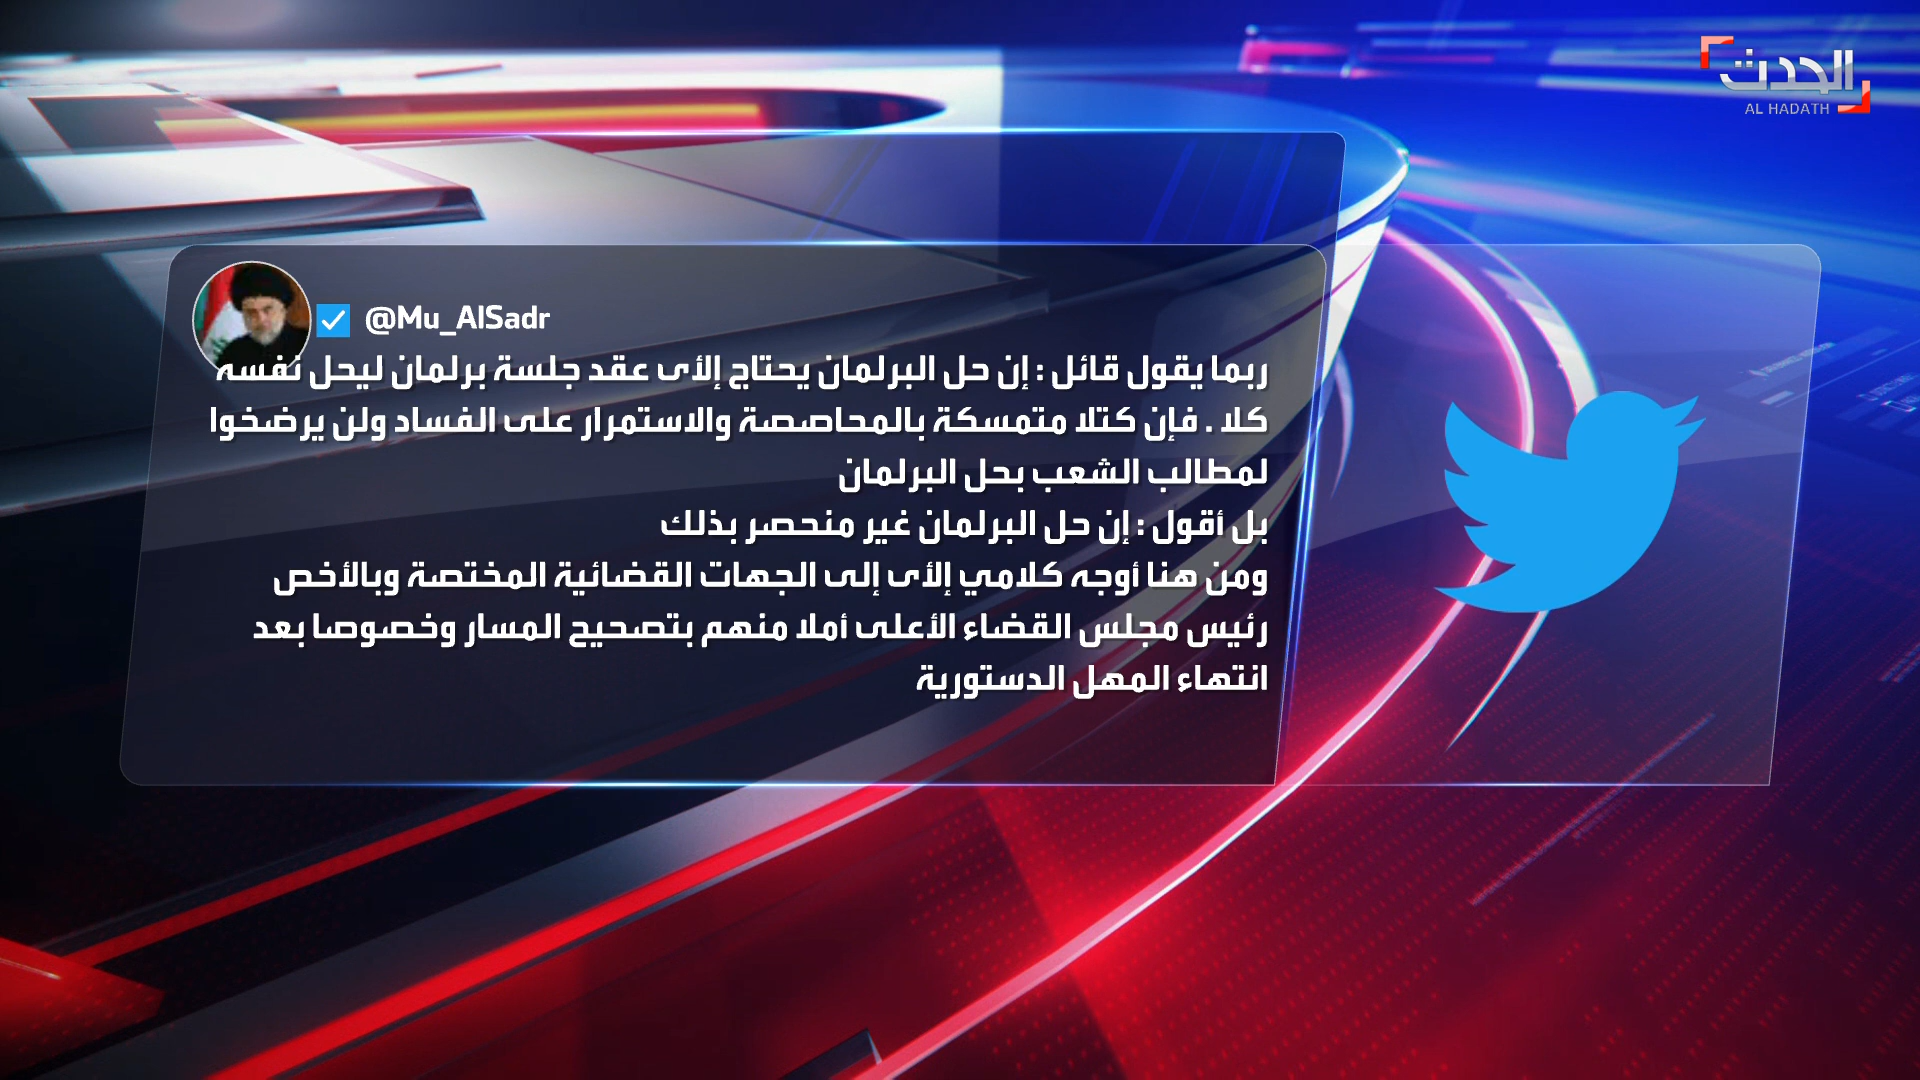 الحدث
AL HADATH
@Mu_AlSadr
ربما يقول قائل : إن حل البرلمان يحتاج إلأى عقد جلسة برلمان ليحل نفسه
كلا . فإن كتلا متمسكة بالمحاصصة والاستمرار على الفساد ولن يرضخوا
لمطالب الشعب بحل البرلمان
بل أقول : إن حل البرلمان غير منحصر بذلك
ومن هنا أوجه كلامي إلأى إلى الجهات القضائية المختصة وبالأخص
رئيس مجلس القضاء الأعلى أملا منهم بتصحيح المسار وخصوصا بعد
انتهاء المهل الدستورية